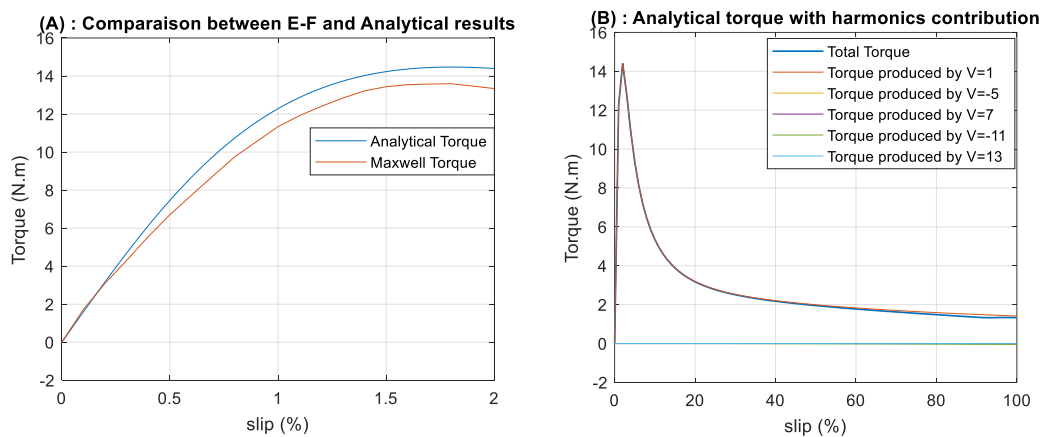 (A) : Comparaison between E-F and Analytical results
16
14
12
10
8
6
4
2
0
-2
Torque (N.m)
Analytical Torque
Maxwell Torque
0 0.5 1 1.5 2
slip (%)
(B) : Analytical torque with harmonics contribution
16
14
12
10
8
6
4
2
0
-2
Torque (N.m)
Total Torque
Torque produced by V=1
Torque produced by V=-5
Torque produced by V=7
Torque produced by V=-11
Torque produced by V=13
0 20 40 60 80 100
slip (%)